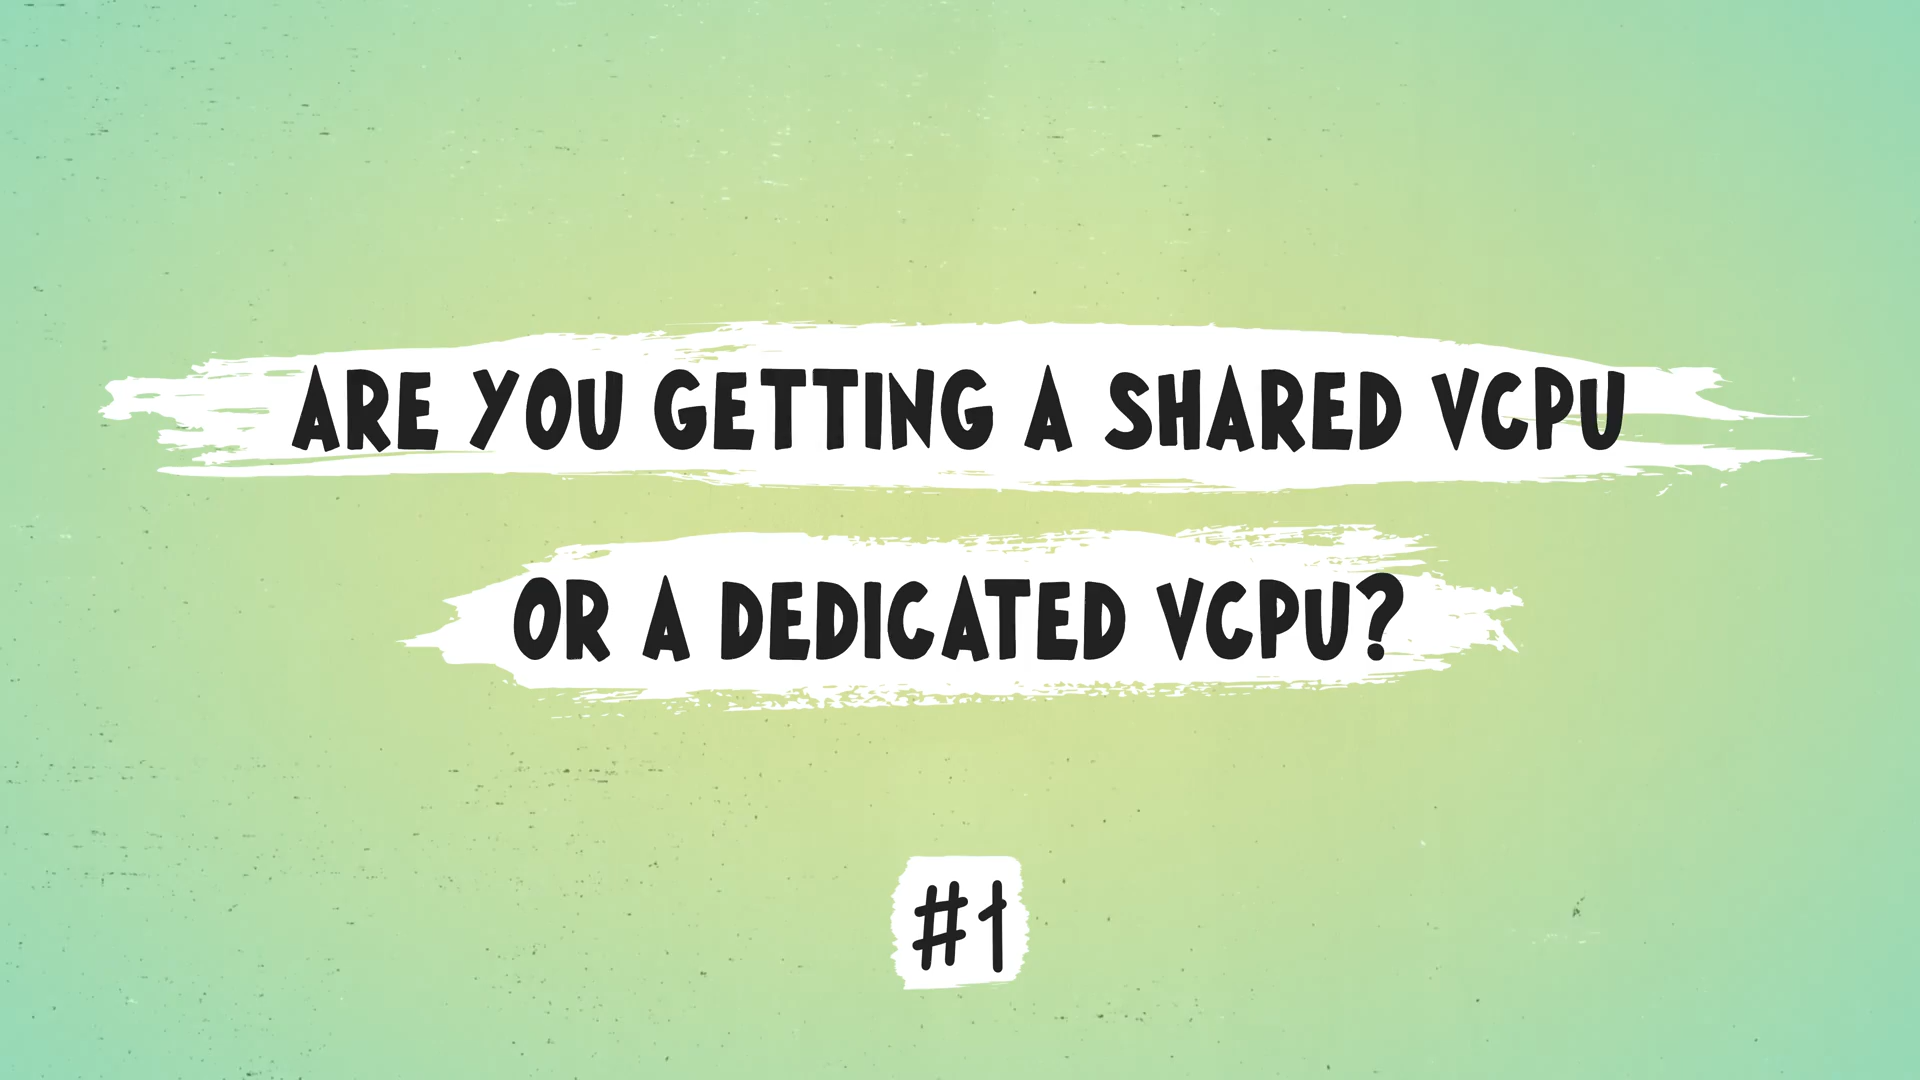 ARE YOU GETTING A SHARED VCPU
OR A DEDICATED VCPU?
#1